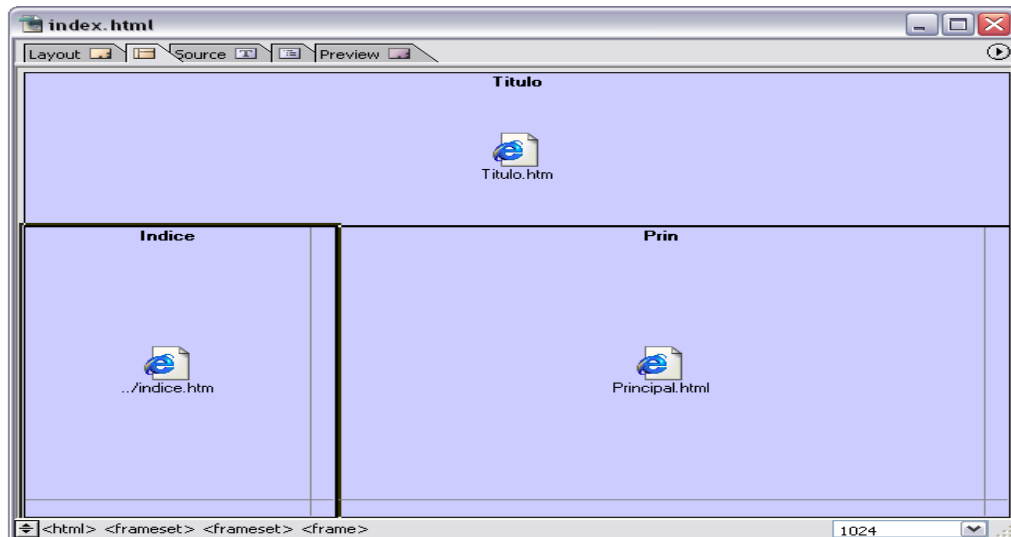 index.html
Layout Source Preview
Titulo
Titulo.htm
Indice Prin
../indice.htm Principal.html
<html> <frameset> <frameset> <frame> 1024